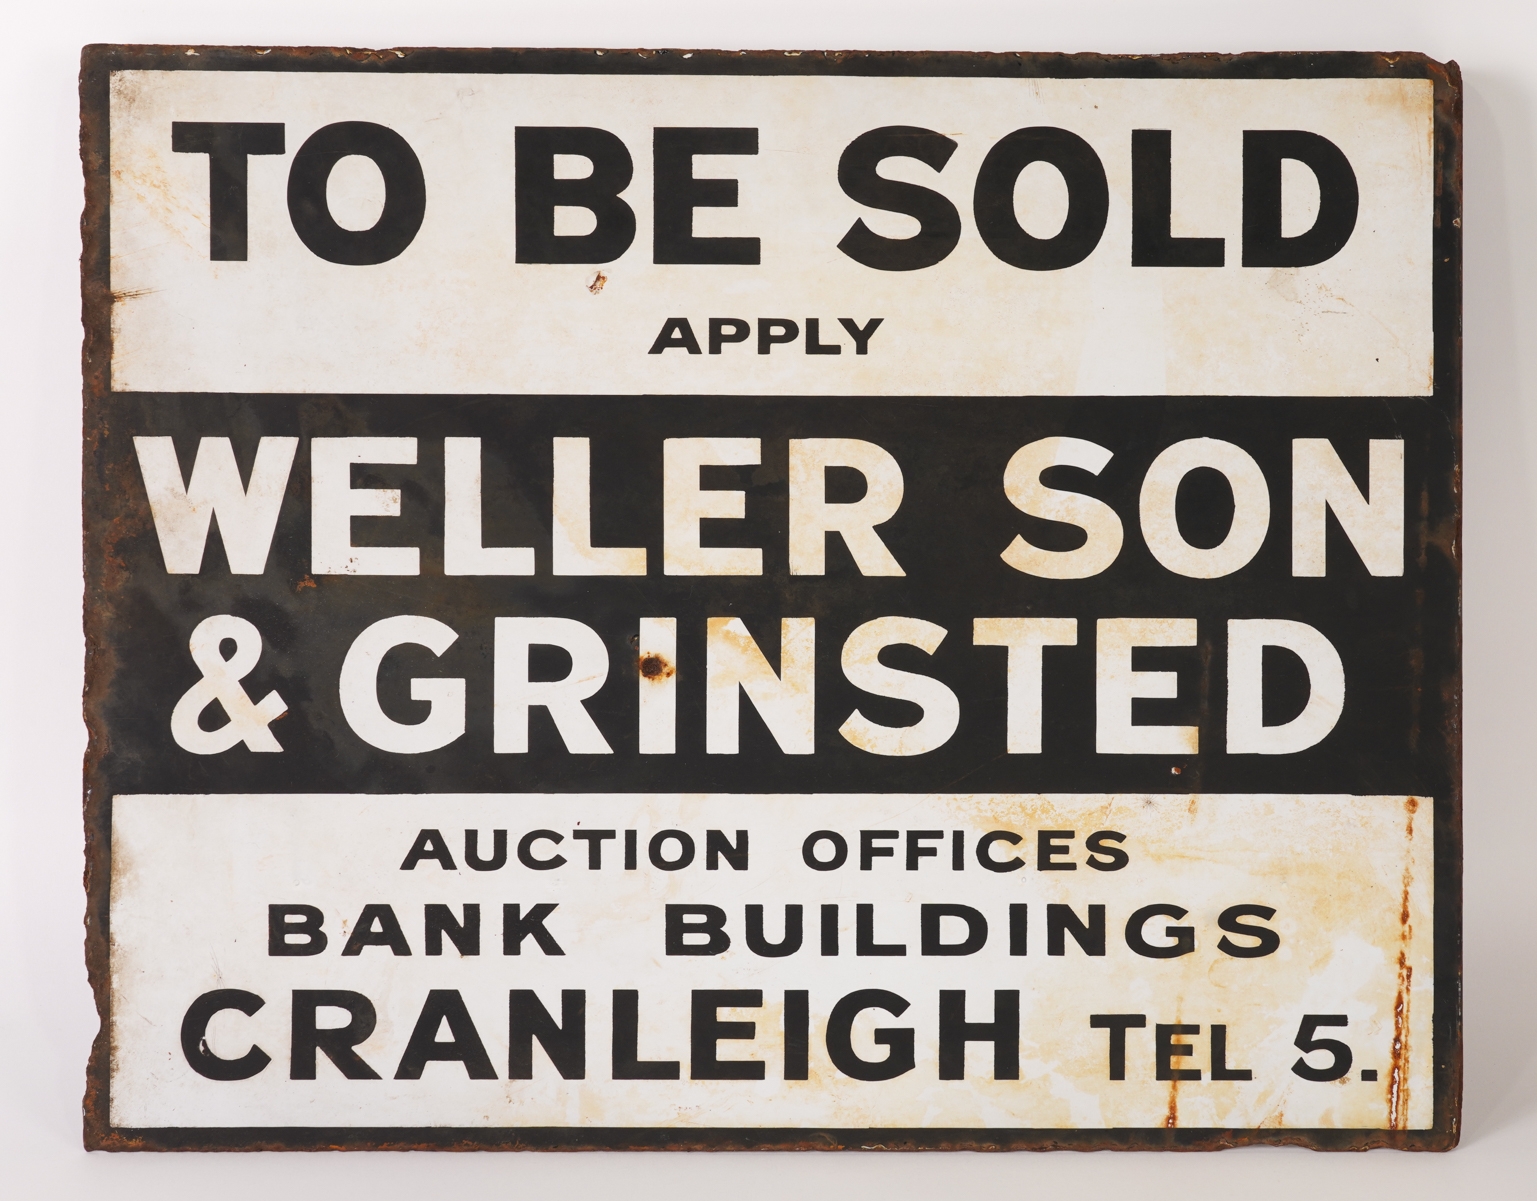 TO BE SOLD
APPLY
WELLER SON
& GRINSTED
AUCTION OFFICES
BANK BUILDINGS
CRANLEIGH TEL 5.